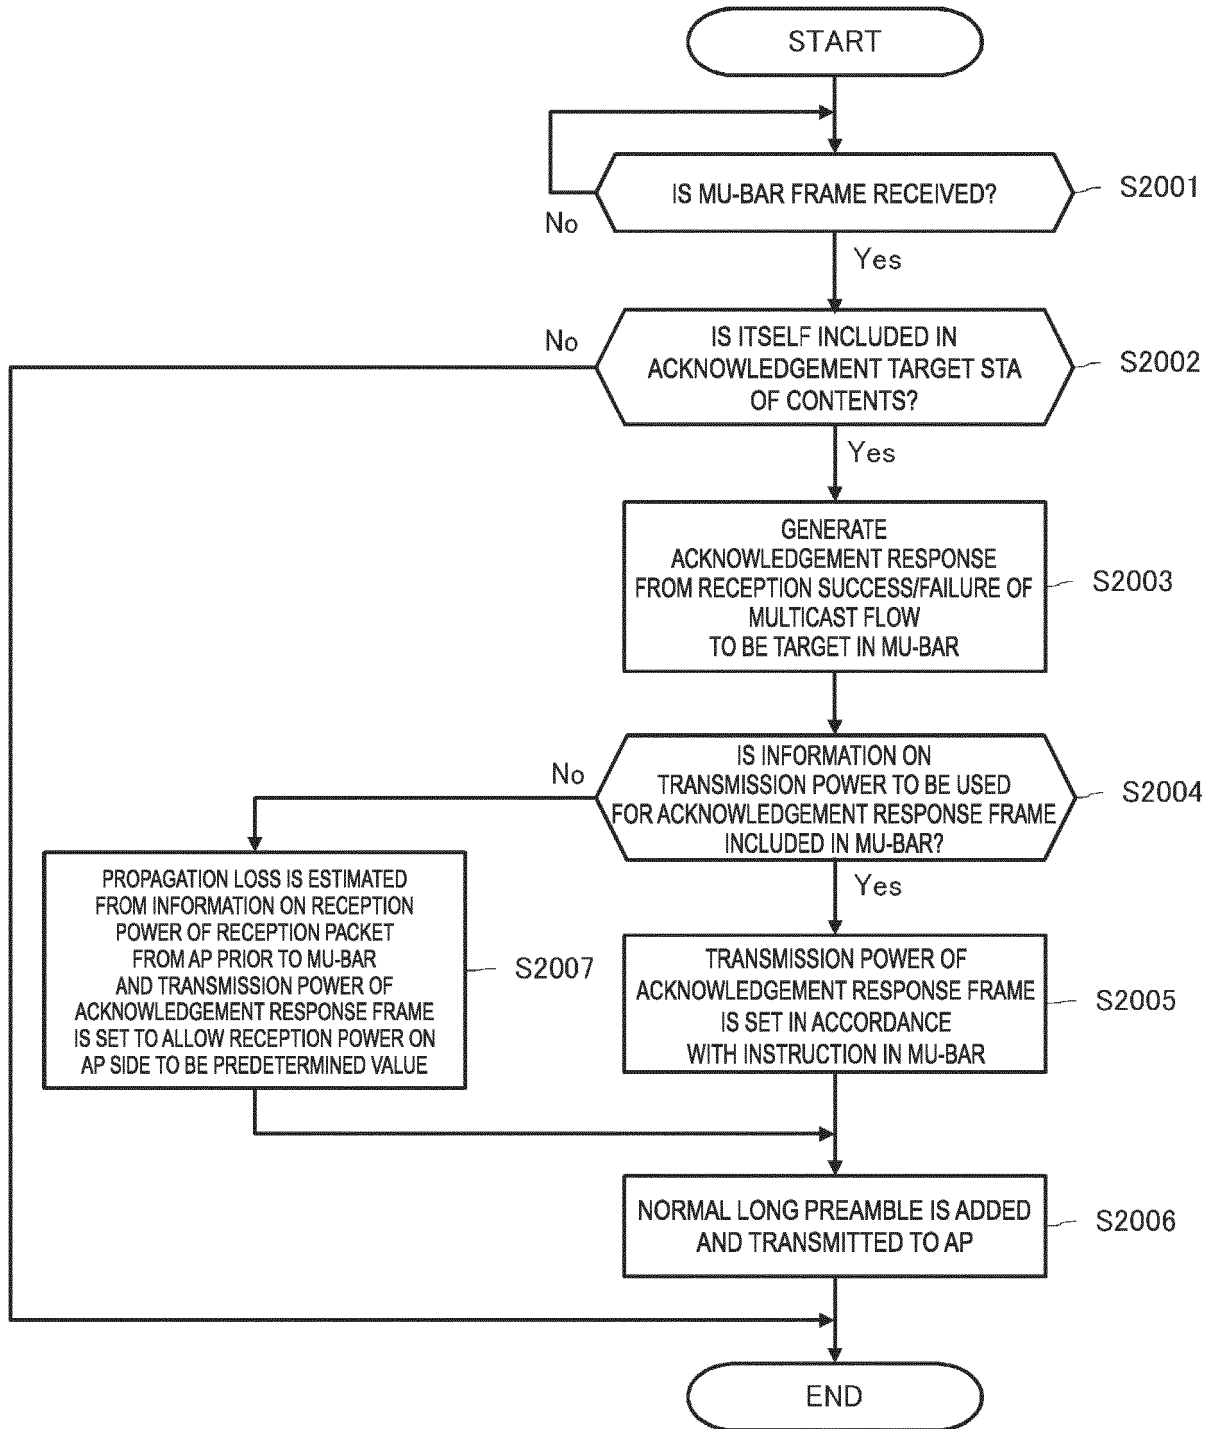 START
IS MU-BAR FRAME RECEIVED?
S2001
No
Yes
IS ITSELF INCLUDED IN
ACKNOWLEDGEMENT TARGET STA
OF CONTENTS?
S2002
No
Yes
GENERATE
ACKNOWLEDGEMENT RESPONSE
FROM RECEPTION SUCCESS/FAILURE OF
MULTICAST FLOW
TO BE TARGET IN MU-BAR
S2003
IS INFORMATION ON
TRANSMISSION POWER TO BE USED
FOR ACKNOWLEDGEMENT RESPONSE FRAME
INCLUDED IN MU-BAR?
S2004
No
Yes
PROPAGATION LOSS IS ESTIMATED
FROM INFORMATION ON RECEPTION
POWER OF RECEPTION PACKET
FROM AP PRIOR TO MU-BAR
AND TRANSMISSION POWER OF
ACKNOWLEDGEMENT RESPONSE FRAME
IS SET TO ALLOW RECEPTION POWER ON
AP SIDE TO BE PREDETERMINED VALUE
S2007
TRANSMISSION POWER OF
ACKNOWLEDGEMENT RESPONSE FRAME
IS SET IN ACCORDANCE
WITH INSTRUCTION IN MU-BAR
S2005
NORMAL LONG PREAMBLE IS ADDED
AND TRANSMITTED TO AP
S2006
END